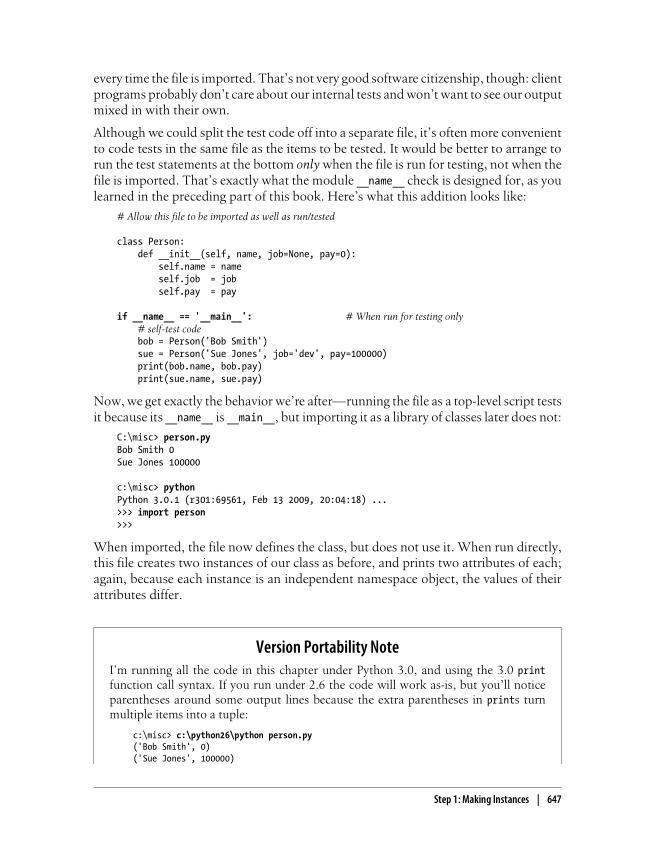 every time the file is imported. That's not very good software citizenship, though: client
programs probably don't care about our internal tests and won't want to see our output
mixed in with their own.
Although we could split the test code off into a separate file, it's often more convenient
to code tests in the same file as the items to be tested. It would be better to arrange to
run the test statements at the bottom only when the file is run for testing, not when the
file is imported. That's exactly what the module __name__ check is designed for, as you
learned in the preceding part of this book. Here's what this addition looks like:
# Allow this file to be imported as well as run/tested
class Person:
    def __init__(self, name, job=None, pay=0):
        self.name = name
        self.job  = job
        self.pay  = pay
if __name__ == '__main__':                  # When run for testing only
    # self-test code
    bob = Person('Bob Smith')
    sue = Person('Sue Jones', job='dev', pay=100000)
    print(bob.name, bob.pay)
    print(sue.name, sue.pay)
Now, we get exactly the behavior we're after—running the file as a top-level script tests
it because its __name__ is __main__, but importing it as a library of classes later does not:
C:\misc> person.py
Bob Smith 0
Sue Jones 100000
c:\misc> python
Python 3.0.1 (r301:69561, Feb 13 2009, 20:04:18) ...
>>> import person
>>>
When imported, the file now defines the class, but does not use it. When run directly,
this file creates two instances of our class as before, and prints two attributes of each;
again, because each instance is an independent namespace object, the values of their
attributes differ.
Version Portability Note
I'm running all the code in this chapter under Python 3.0, and using the 3.0 print
function call syntax. If you run under 2.6 the code will work as-is, but you'll notice
parentheses around some output lines because the extra parentheses in prints turn
multiple items into a tuple:
c:\misc> c:\python26\python person.py
('Bob Smith', 0)
('Sue Jones', 100000)
Step 1: Making Instances | 647